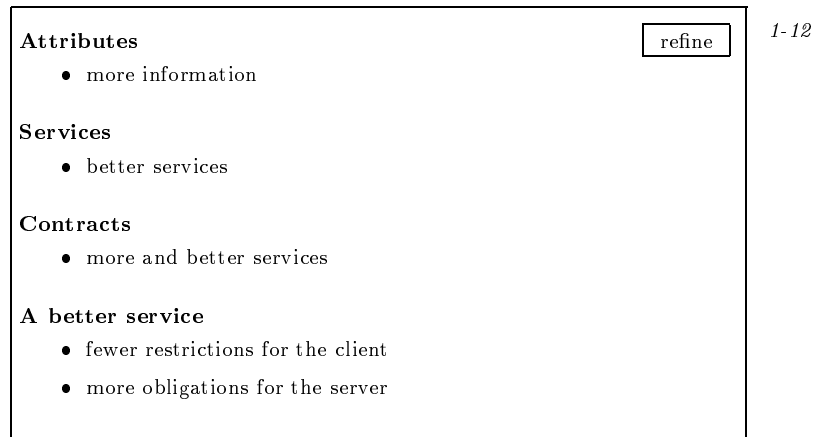 Attributes
refine
1-12
• more information
Services
• better services
Contracts
• more and better services
A better service
• fewer restrictions for the client
• more obligations for the server